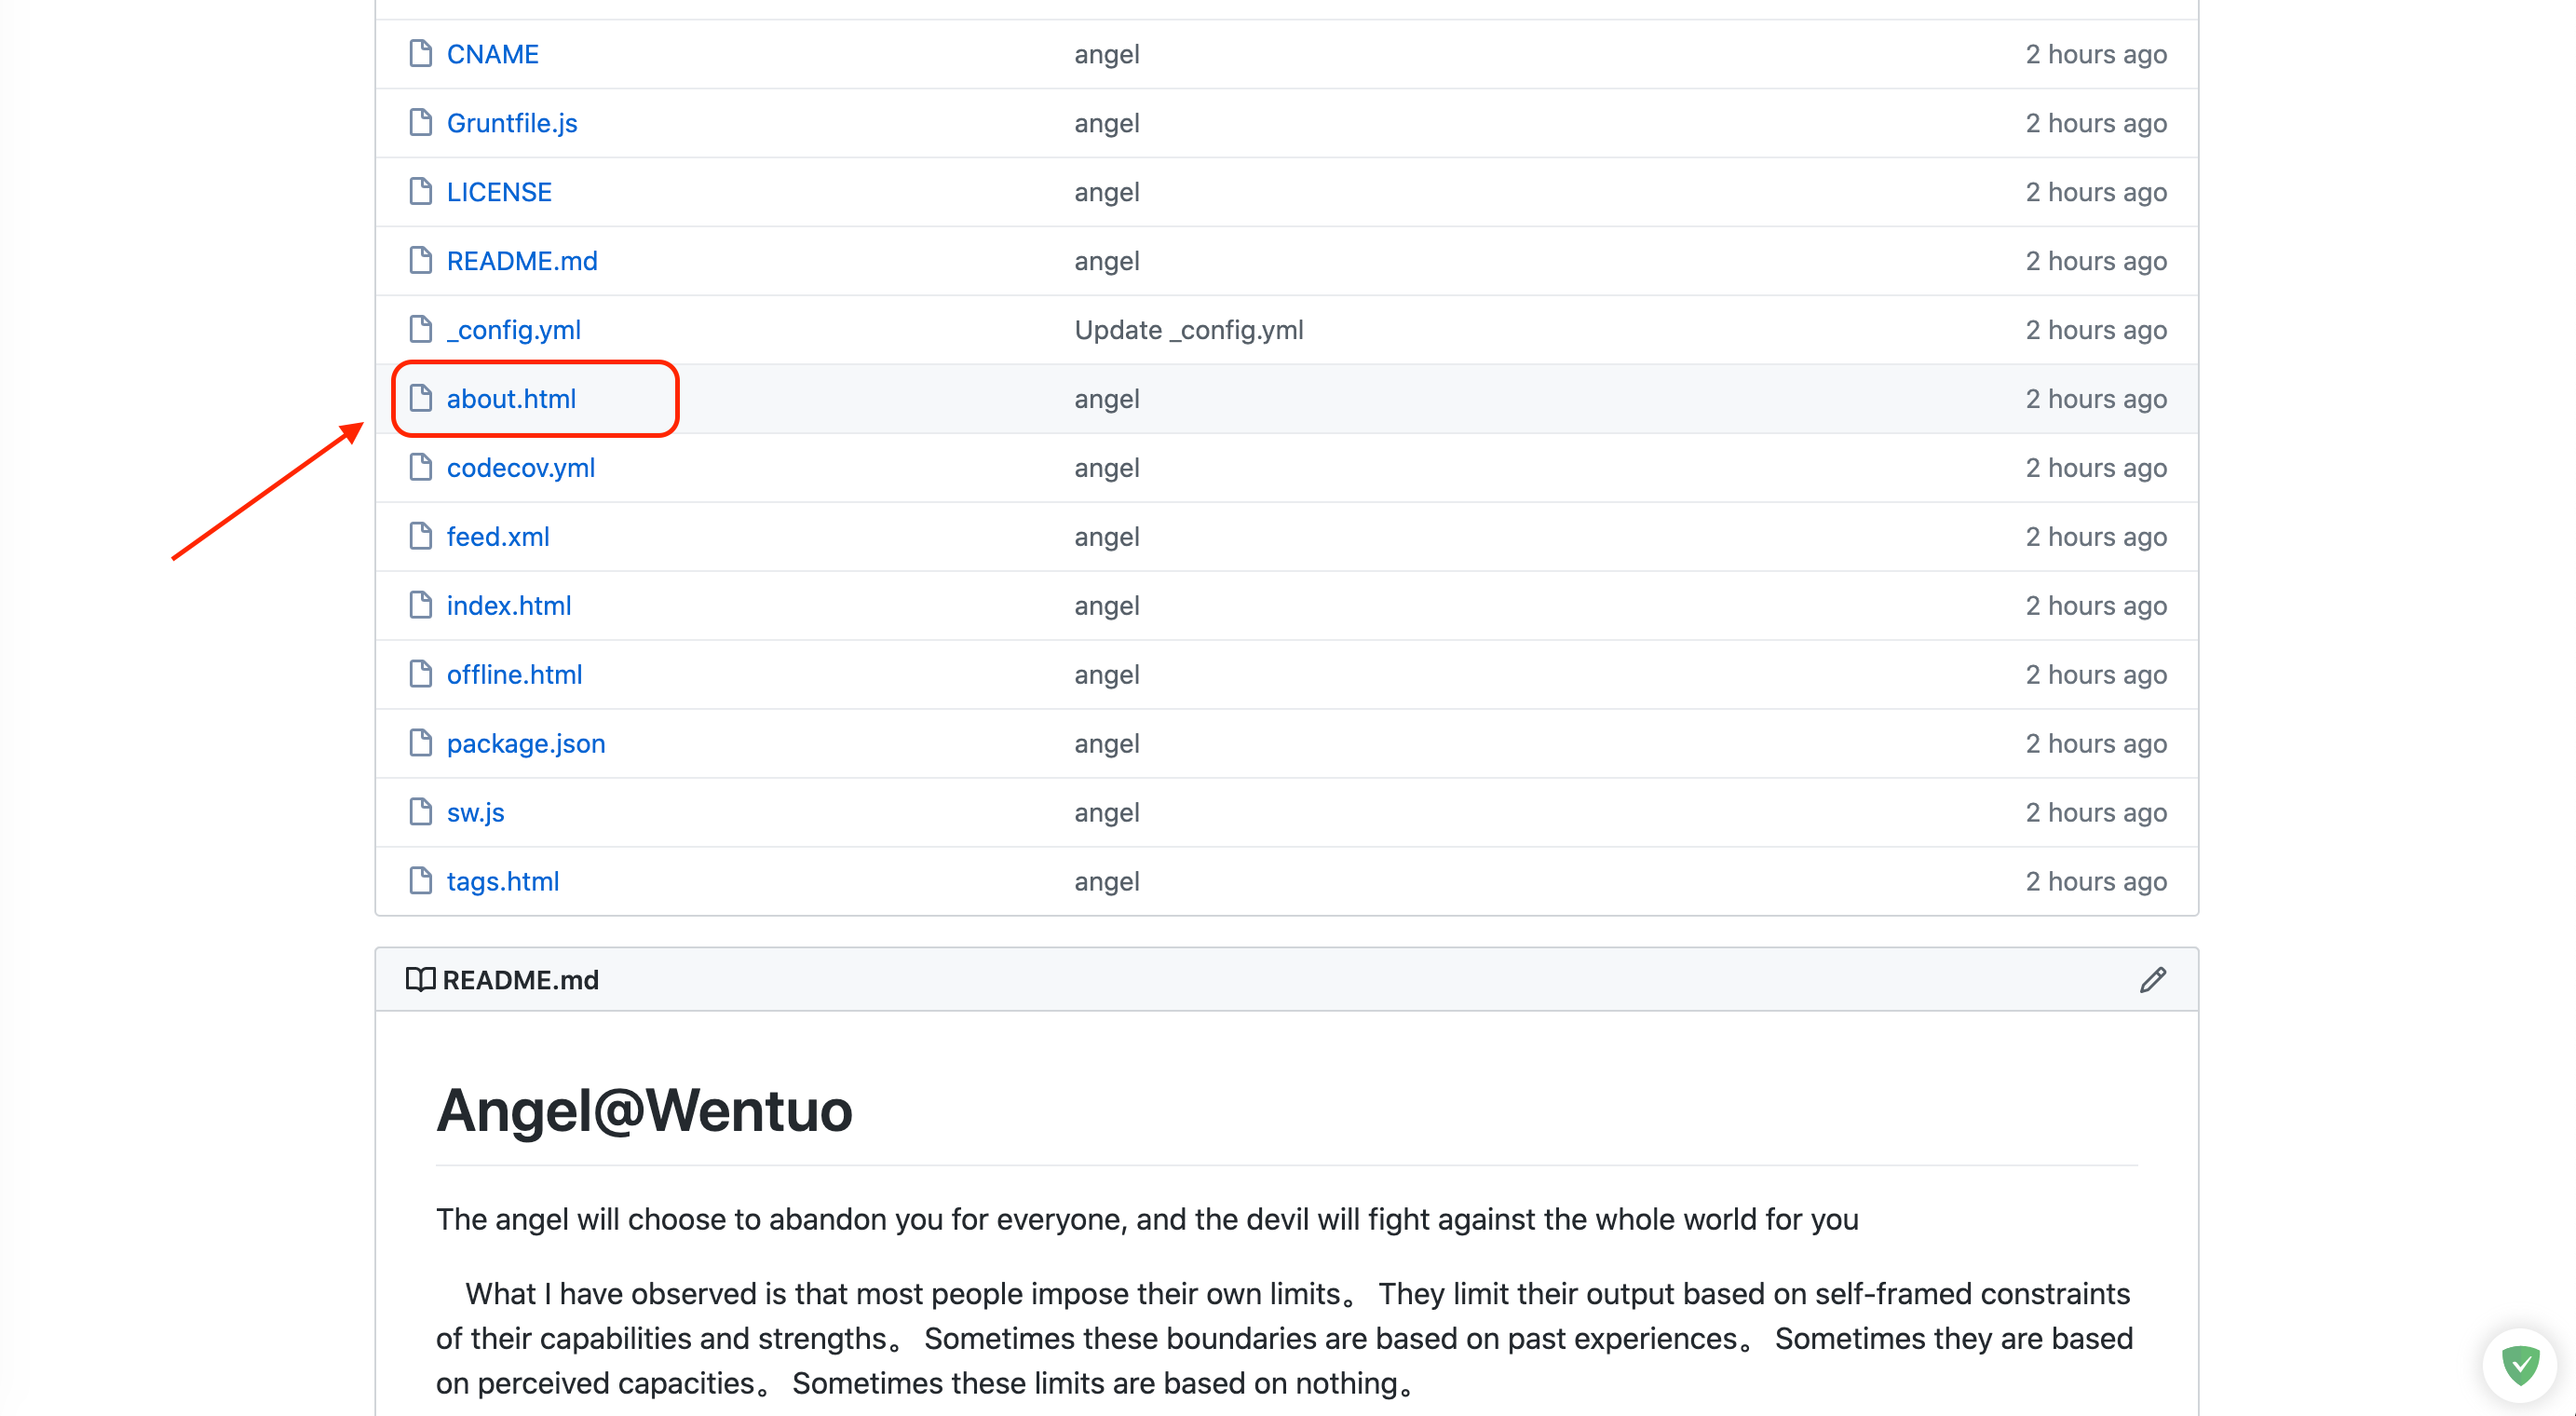 CNAME angel 2 hours ago
Gruntfile.js angel 2 hours ago
LICENSE angel 2 hours ago
README.md angel 2 hours ago
_config.yml Update _config.yml 2 hours ago
about.html angel 2 hours ago
codecov.yml angel 2 hours ago
feed.xml angel 2 hours ago
index.html angel 2 hours ago
offline.html angel 2 hours ago
package.json angel 2 hours ago
sw.js angel 2 hours ago
tags.html angel 2 hours ago
README.md
Angel@Wentuo
The angel will choose to abandon you for everyone, and the devil will fight against the whole world for you
What I have observed is that most people impose their own limits。 They limit their output based on self-framed constraints
of their capabilities and strengths。 Sometimes these boundaries are based on past experiences。 Sometimes they are based
on perceived capacities。 Sometimes these limits are based on nothing。